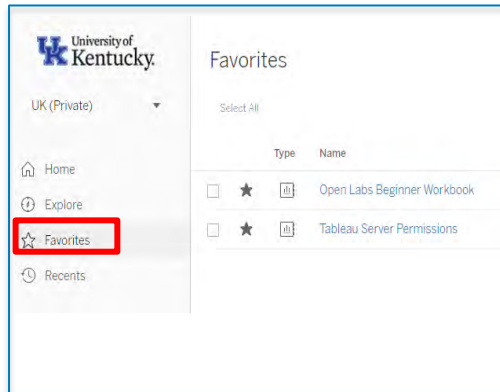 University of
Kentucky.
UK (Private)
Home
Explore
Favorites
Recents
Favorites
Select All
Type Name
Open Labs Beginner Workbook
Tableau Server Permissions